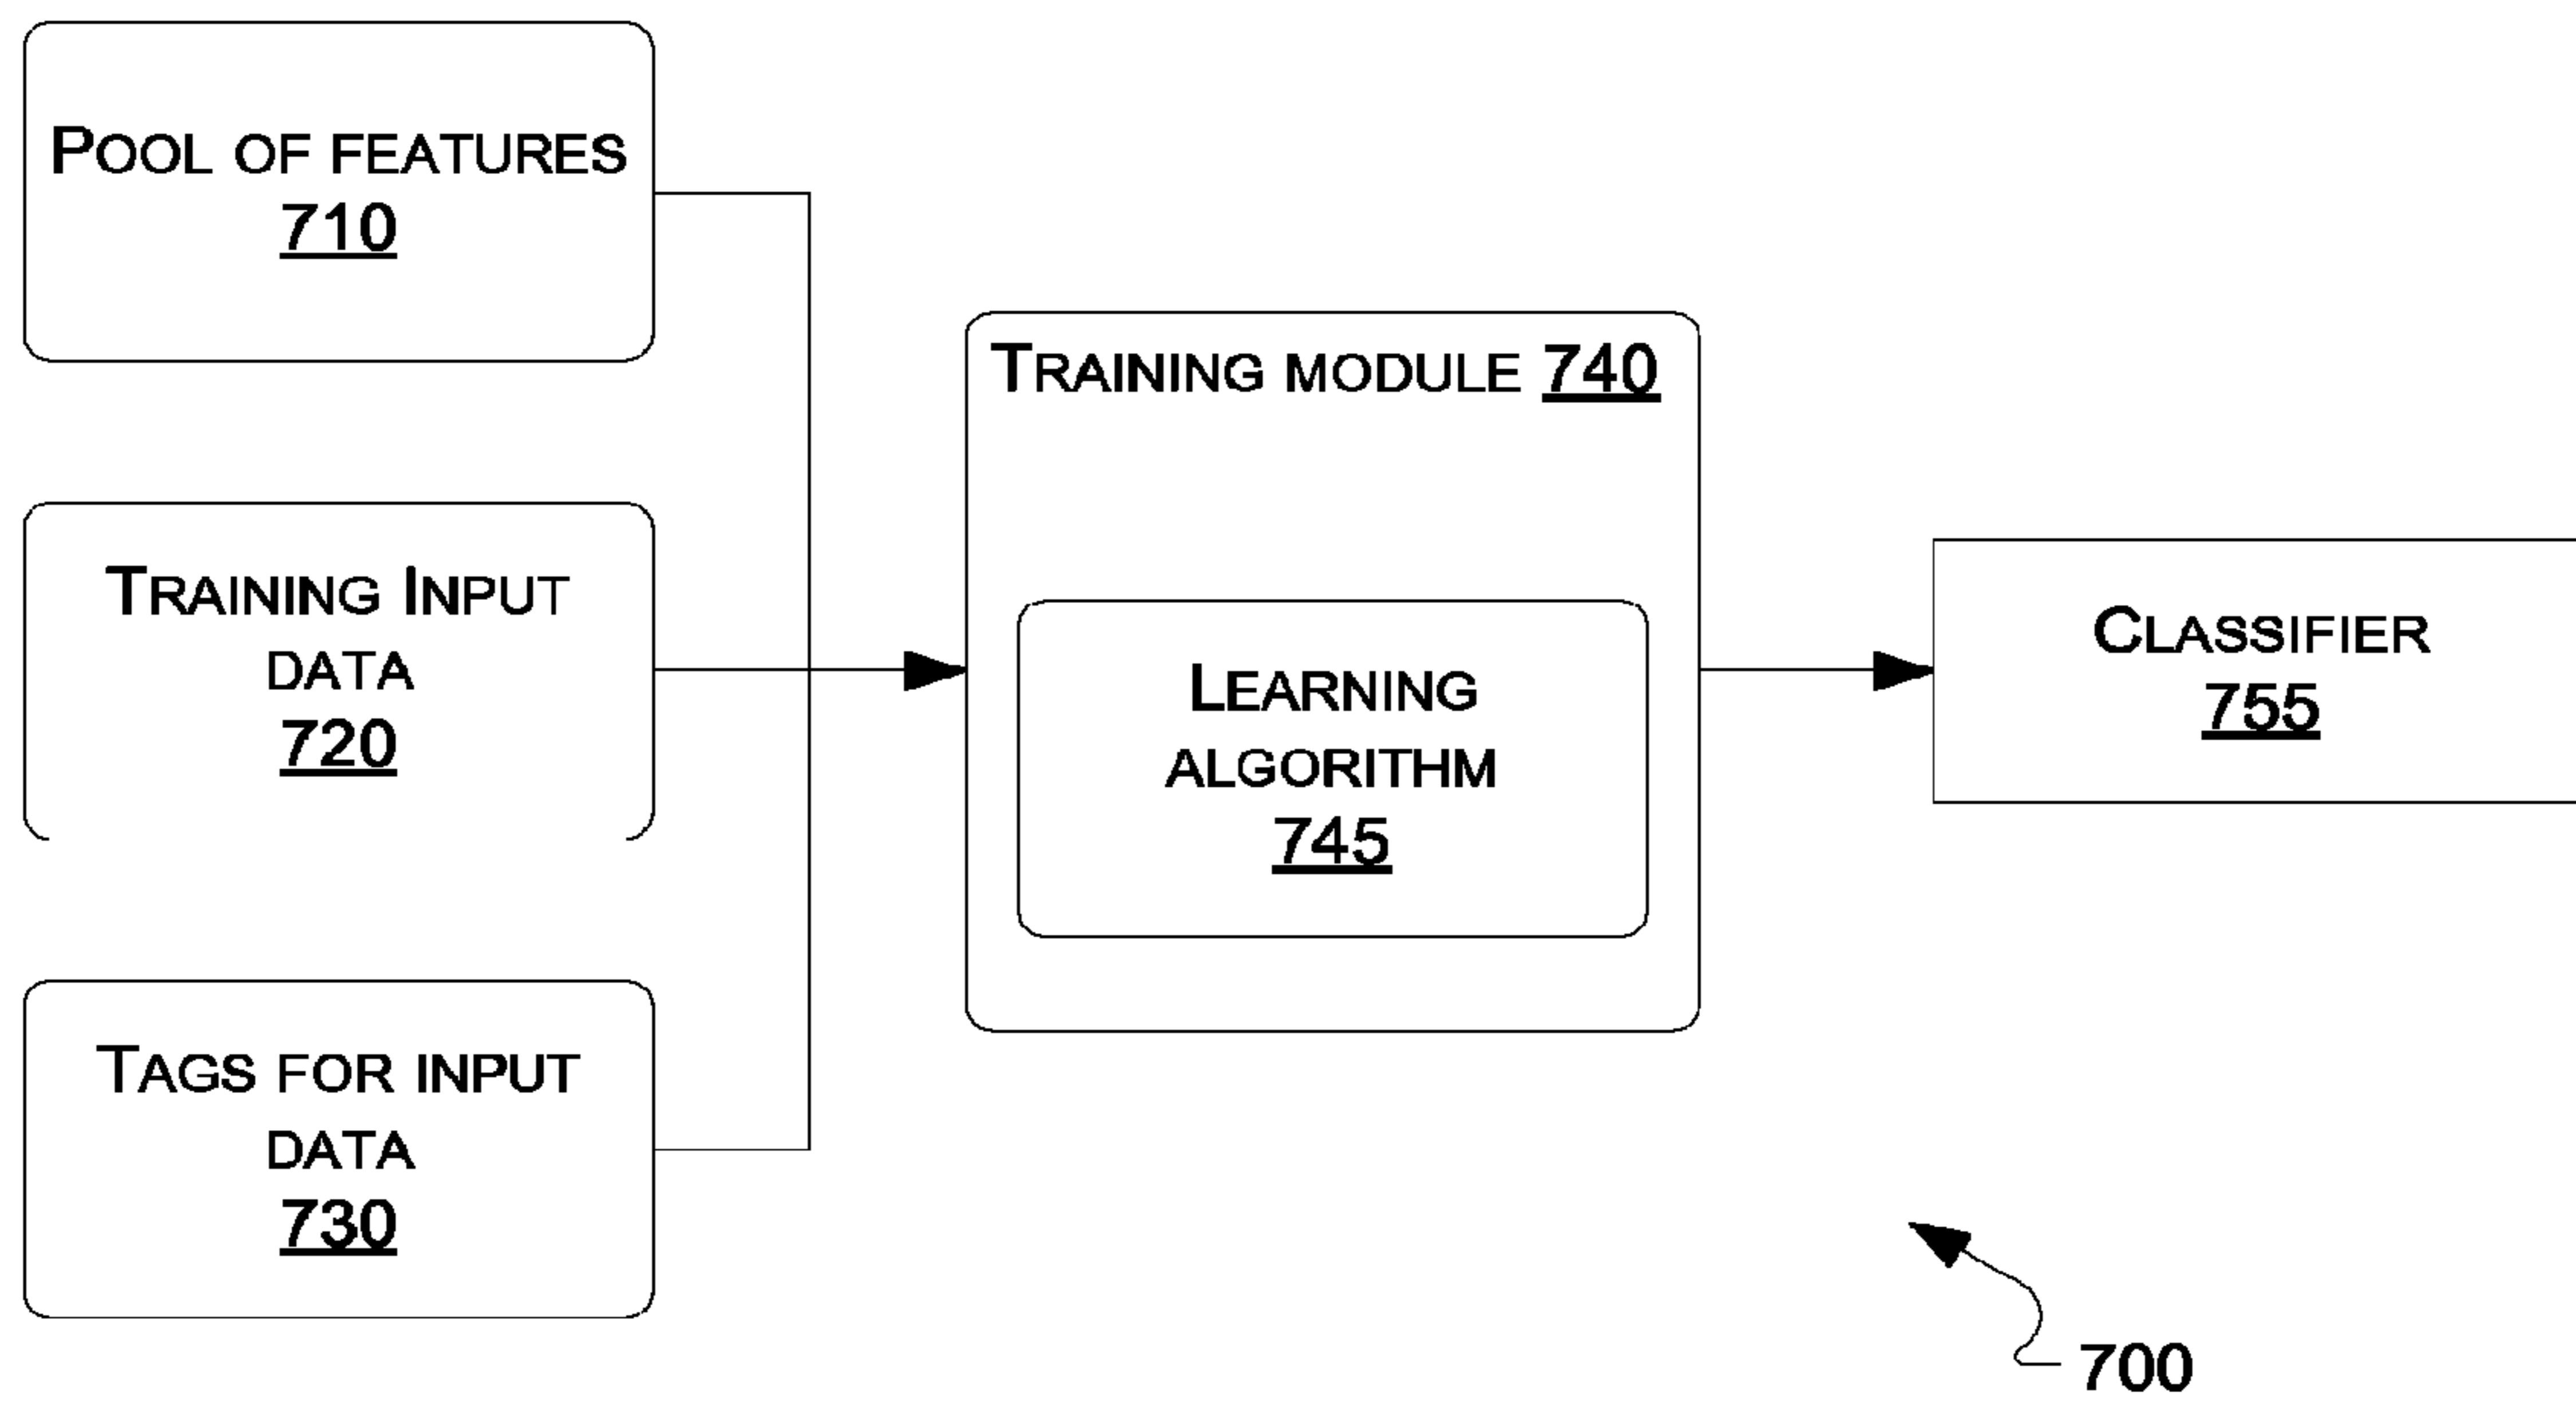 POOL OF FEATURES
710
TRAINING INPUT
DATA
720
TAGS FOR INPUT
DATA
730
TRAINING MODULE 740
LEARNING
ALGORITHM
745
CLASSIFIER
755
700